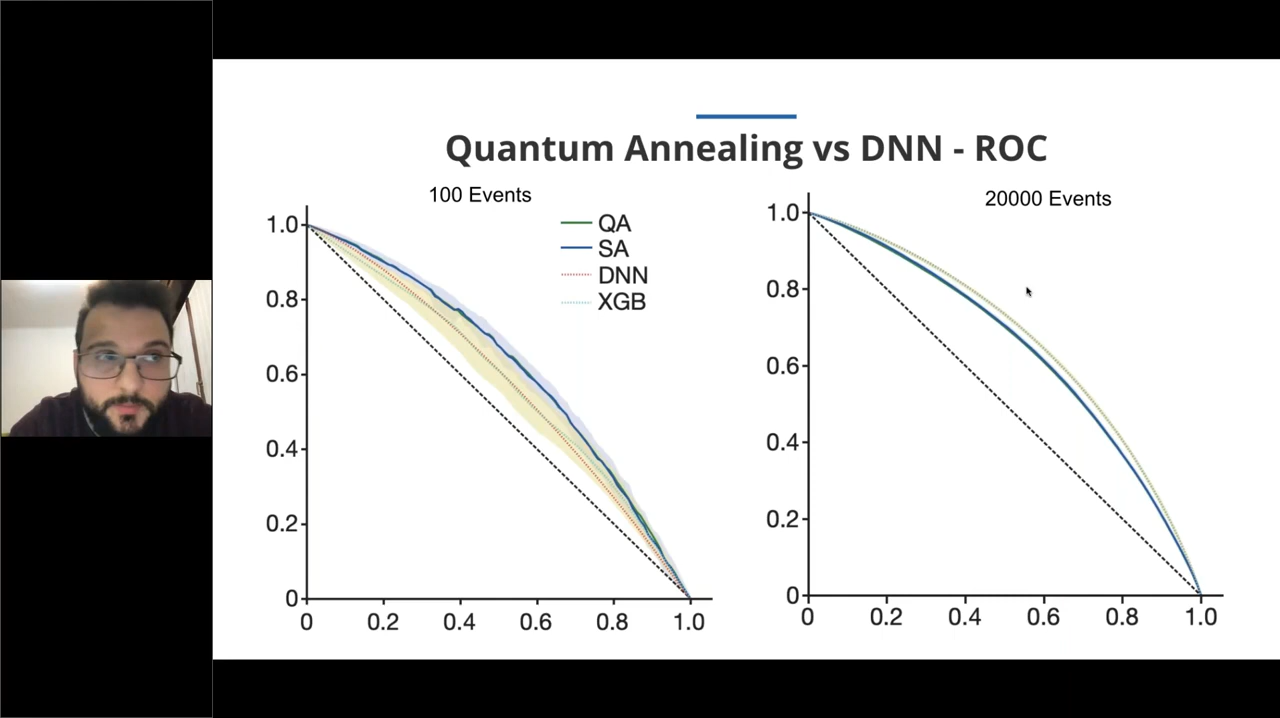 Quantum Annealing vs DNN - ROC
100 Events
1.0
0.8
0.6
0.4
0.2
0
0 0.2 0.4 0.6 0.8 1.0
QA
SA
DNN
XGB
20000 Events
1.0
0.8
0.6
0.4
0.2
0
0 0.2 0.4 0.6 0.8 1.0